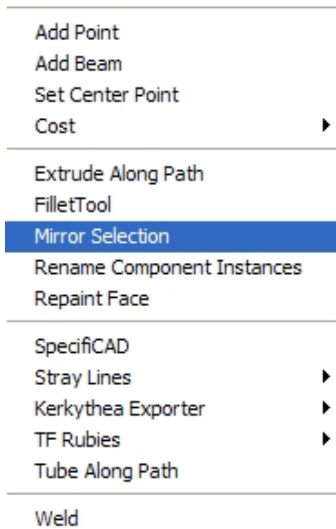 Add Point
Add Beam
Set Center Point
Cost
Extrude Along Path
FilletTool
Mirror Selection
Rename Component Instances
Repaint Face
SpecifiCAD
Stray Lines
Kerkythea Exporter
TF Rubies
Tube Along Path
Weld